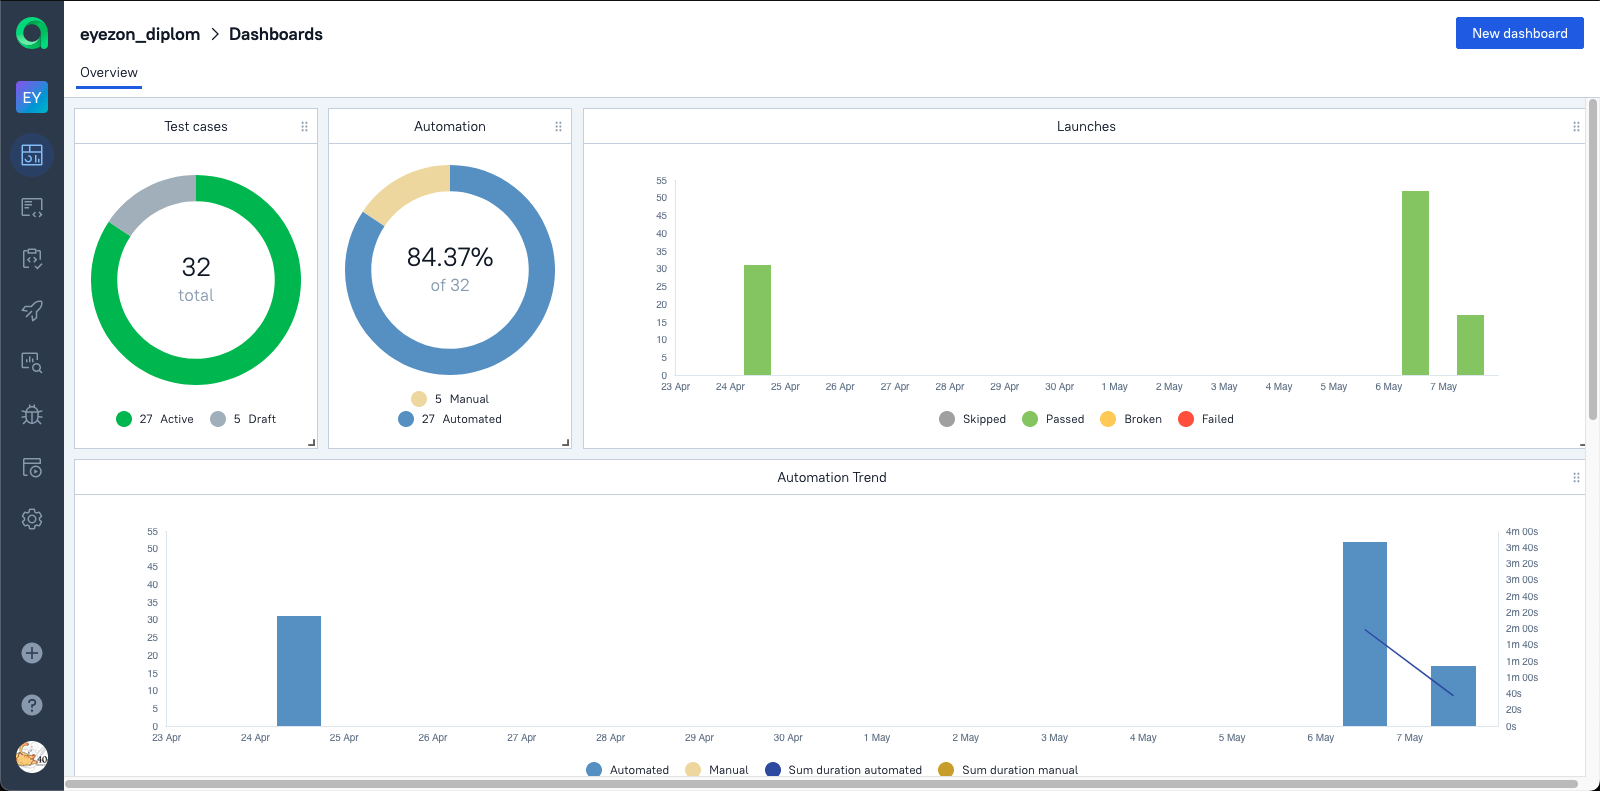 eyezon_diplom > Dashboards
New dashboard
Overview
EY
Test cases
32
total
27 Active 5 Draft
Automation
84.37%
of 32
5 Manual
27 Automated
Launches
55
50
45
40
35
30
25
20
15
10
5
0
23 Apr 24 Apr 25 Apr 26 Apr 27 Apr 28 Apr 29 Apr 30 Apr 1 May 2 May 3 May 4 May 5 May 6 May 7 May
Skipped Passed Broken Failed
Automation Trend
55
50
45
40
35
30
25
20
15
10
5
0
4m 00s
3m 40s
3m 20s
3m 00s
2m 40s
2m 20s
2m 00s
1m 40s
1m 20s
1m 00s
40s
20s
0s
23 Apr 24 Apr 25 Apr 26 Apr 27 Apr 28 Apr 29 Apr 30 Apr 1 May 2 May 3 May 4 May 5 May 6 May 7 May
Automated Manual Sum duration automated Sum duration manual